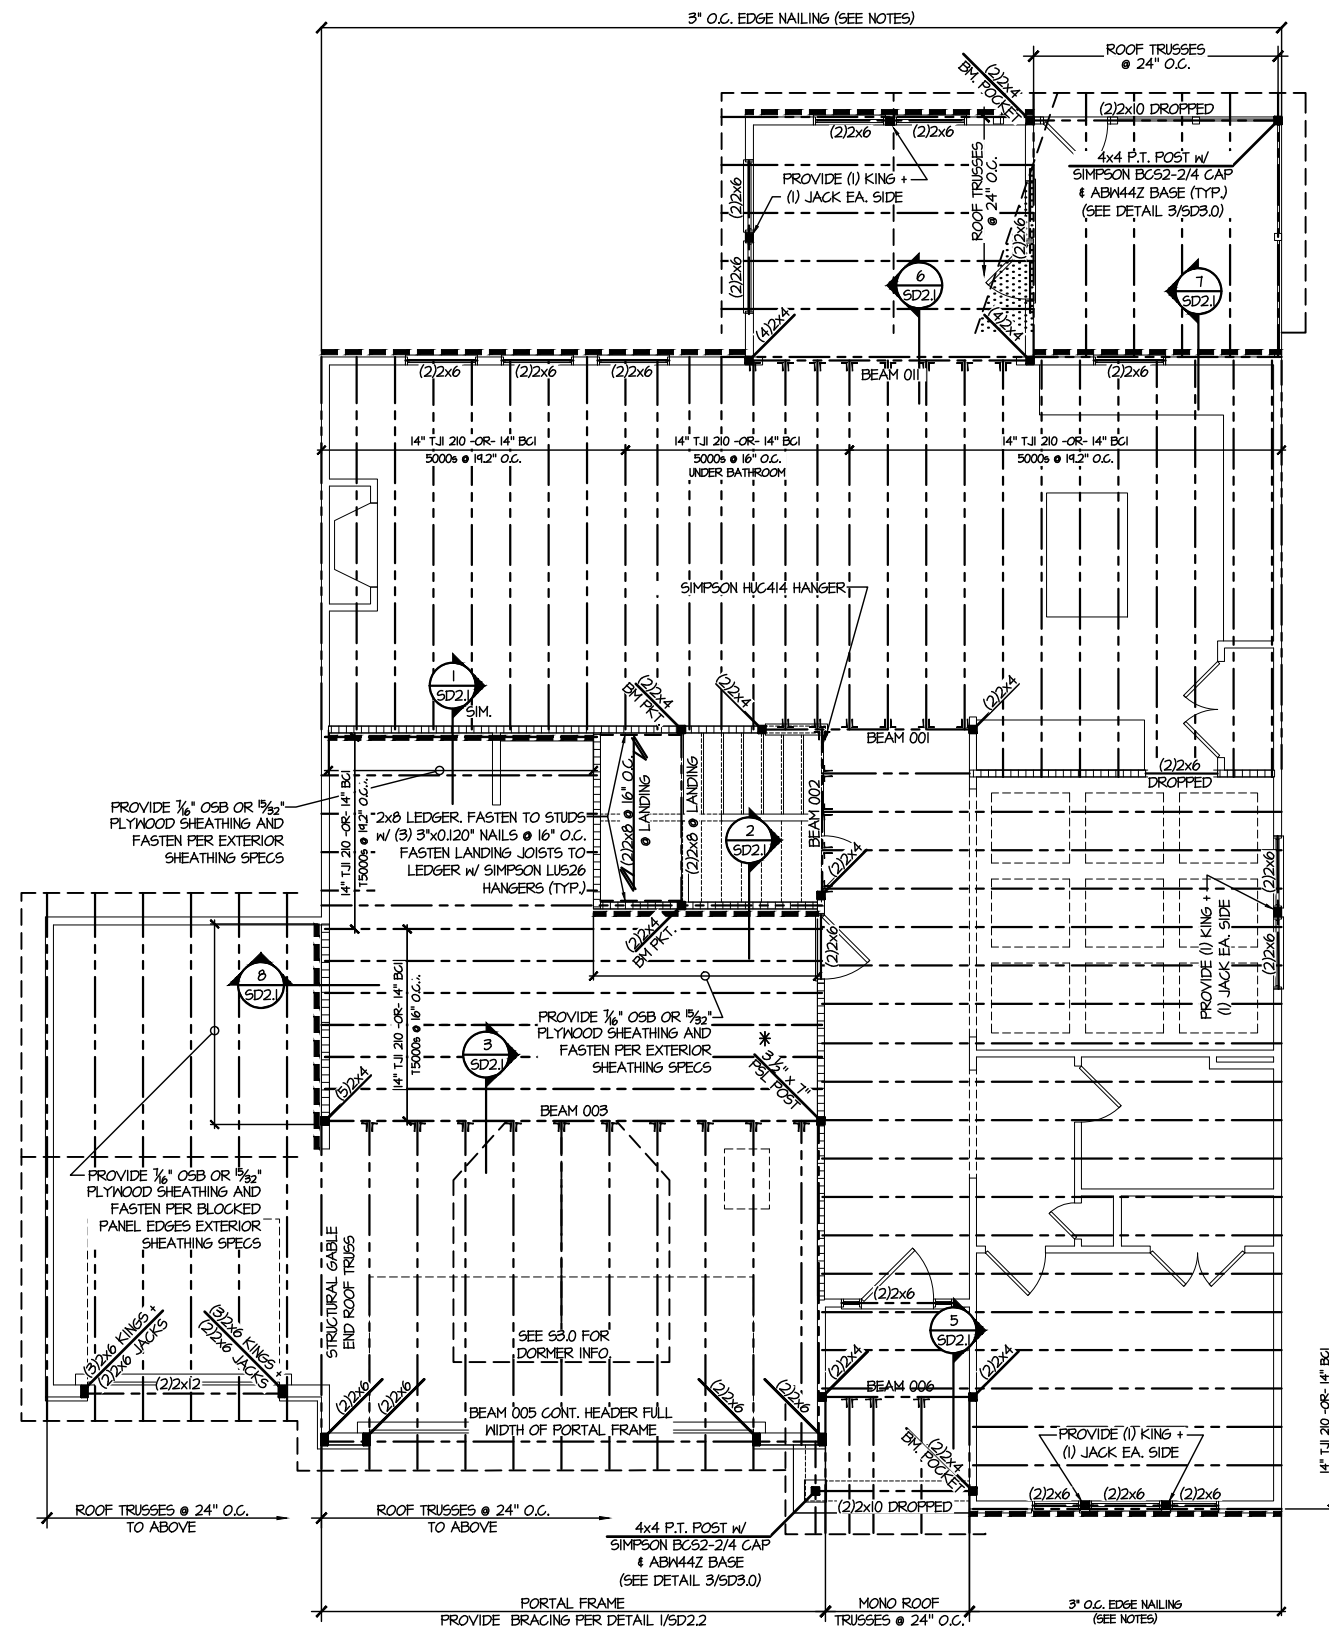 3" O.C. EDGE NAILING (SEE NOTES)
ROOF TRUSSES
@ 24" O.C.
(2)2x4
BM. POCKET
(2)2x10 DROPPED
(2)2x6
(2)2x6
4x4 P.T. POST w/
SIMPSON BCS2-2/4 CAP
& ABW44Z BASE (TYP.)
(SEE DETAIL 3/SD3.0)
PROVIDE (1) KING +
(1) JACK EA. SIDE
ROOF TRUSSES
@ 24" O.C.
(2)2x6
(2)2x6
(2)2x6
6
SD2.1
7
SD2.1
(4)2x4
(4)2x4
(2)2x6
(2)2x6
(2)2x6
BEAM 011
(2)2x6
14" TJI 210 -OR- 14" BCI
5000s @ 19.2" O.C.
14" TJI 210 -OR- 14" BCI
5000s @ 16" O.C.
UNDER BATHROOM
14" TJI 210 -OR- 14" BCI
5000s @ 19.2" O.C.
SIMPSON HUC414 HANGER
1
SD2.1
SIM.
(2)2x4
BM PKT.
(2)2x4
(2)2x4
BEAM 001
(2)2x6
DROPPED
PROVIDE 7/16" OSB OR 15/32"
PLYWOOD SHEATHING AND
FASTEN PER EXTERIOR
SHEATHING SPECS
14" TJI 210 -OR- 14" BCI
T5000s @ 19.2" O.C.
2x8 LEDGER. FASTEN TO STUDS
w/ (3) 3"x0.120" NAILS @ 16" O.C.
FASTEN LANDING JOISTS TO
LEDGER w/ SIMPSON LUS26
HANGERS (TYP.)
(2)2x8 @ 16" O.C.
@ LANDING
(2)2x8 @ LANDING
2
SD2.1
BEAM 002
(2)2x4
(2)2x6
PROVIDE (1) KING +
(1) JACK EA. SIDE
(2)2x6
(2)2x4
BM PKT.
(2)2x6
8
SD2.1
14" TJI 210 -OR- 14" BCI
T5000s @ 16" O.C.
PROVIDE 7/16" OSB OR 15/32"
PLYWOOD SHEATHING AND
FASTEN PER EXTERIOR
SHEATHING SPECS
3
SD2.1
*
3 1/2" x 7"
PSL POST
(5)2x4
BEAM 003
PROVIDE 7/16" OSB OR 15/32"
PLYWOOD SHEATHING AND
FASTEN PER BLOCKED
PANEL EDGES EXTERIOR
SHEATHING SPECS
STRUCTURAL GABLE
END ROOF TRUSS
SEE S3.0 FOR
DORMER INFO.
(2)2x6
5
SD2.1
(3)2x6 KINGS +
(2)2x6 JACKS
(3)2x6 KINGS +
(2)2x6 JACKS
(2)2x12
(2)2x6
(2)2x6
(2)2x6
(2)2x6
BEAM 005 CONT. HEADER FULL
WIDTH OF PORTAL FRAME
(2)2x4
(2)2x4
BEAM 006
(2)2x4
BM. POCKET
PROVIDE (1) KING +
(1) JACK EA. SIDE
14" TJI 210 -OR- 14" BCI
(2)2x6
(2)2x6
(2)2x6
(2)2x10 DROPPED
ROOF TRUSSES @ 24" O.C.
TO ABOVE
ROOF TRUSSES @ 24" O.C.
TO ABOVE
4x4 P.T. POST w/
SIMPSON BCS2-2/4 CAP
& ABW44Z BASE
(SEE DETAIL 3/SD3.0)
PORTAL FRAME
PROVIDE BRACING PER DETAIL 1/SD2.2
MONO ROOF
TRUSSES @ 24" O.C.
3" O.C. EDGE NAILING
(SEE NOTES)